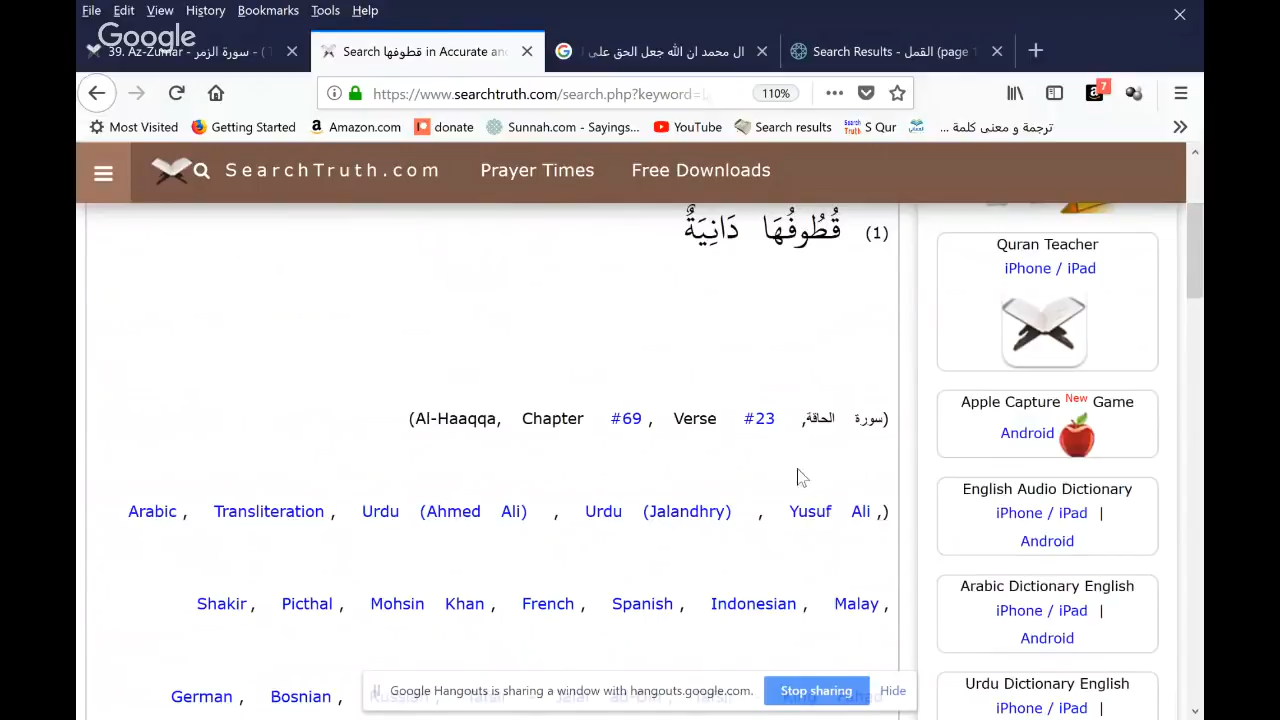 File Edit View History Bookmarks Tools Help
Google
39. Az-Zumar - سورة الزمر - (
Search قطوفها in Accurate and
ال محمد ان الله جعل الحق على
Search Results - القمل (page
https://www.searchtruth.com/search.php?keyword=
110%
7
Most Visited Getting Started Amazon.com donate Sunnah.com - Sayings... YouTube Search results S Qur ترجمة و معنى كلمة ...
SearchTruth.com Prayer Times Free Downloads
(1) قُطُوفُهَا دَانِيَةٌ
(Al-Haaqqa, Chapter #69, Verse #23 ,سورة الحاقة)
Arabic, Transliteration, Urdu (Ahmed Ali) , Urdu (Jalandhry) , Yusuf Ali,)
Shakir, Picthal, Mohsin Khan, French, Spanish, Indonesian, Malay,
German, Bosnian,
Quran Teacher
iPhone / iPad
Apple Capture New Game
Android
English Audio Dictionary
iPhone / iPad |
Android
Arabic Dictionary English
iPhone / iPad |
Android
Urdu Dictionary English
iPhone / iPad |
Google Hangouts is sharing a window with hangouts.google.com. Stop sharing Hide